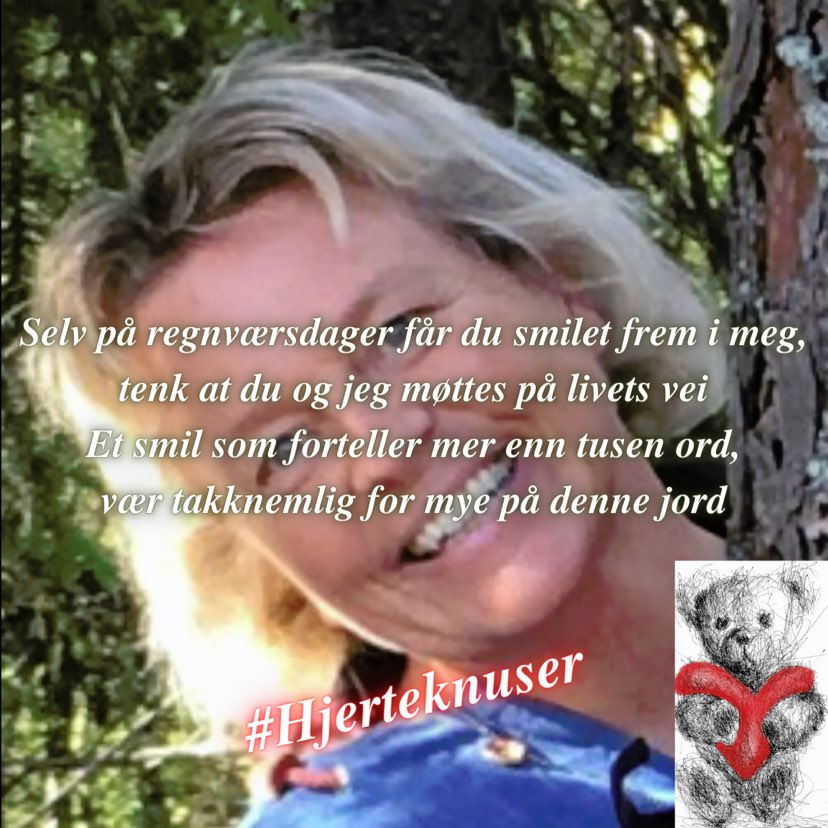 Selv på regnværsdager får du smilet frem i meg,
tenk at du og jeg møttes på livets vei
Et smil som forteller mer enn tusen ord,
vær takknemlig for mye på denne jord
#Hjerteknuser